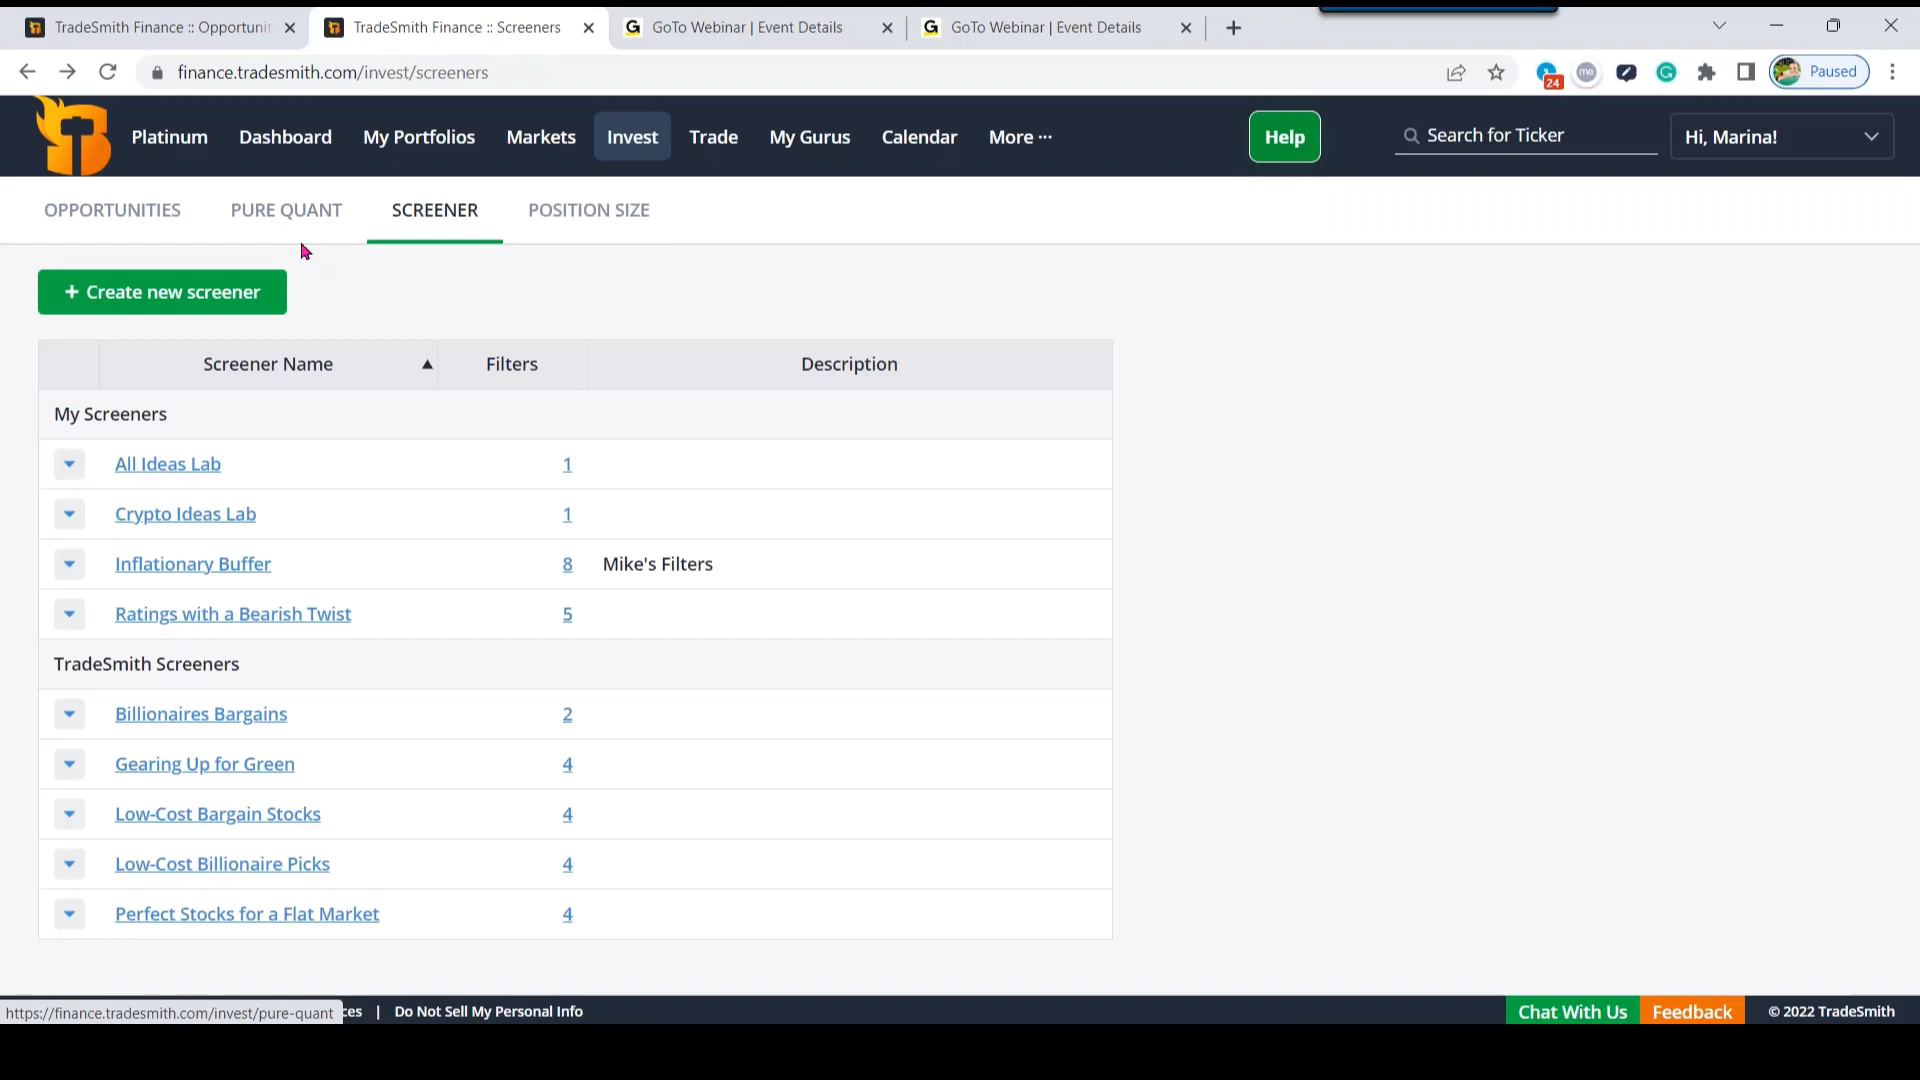 TradeSmith Finance :: Opportunit
TradeSmith Finance :: Screeners
GoTo Webinar | Event Details
GoTo Webinar | Event Details
finance.tradesmith.com/invest/screeners
24
me
Paused
Platinum
Dashboard
My Portfolios
Markets
Invest
Trade
My Gurus
Calendar
More ···
Help
Search for Ticker
Hi, Marina!
OPPORTUNITIES
PURE QUANT
SCREENER
POSITION SIZE
+ Create new screener
Screener Name ▲ Filters Description
My Screeners
All Ideas Lab 1
Crypto Ideas Lab 1
Inflationary Buffer 8 Mike's Filters
Ratings with a Bearish Twist 5
TradeSmith Screeners
Billionaires Bargains 2
Gearing Up for Green 4
Low-Cost Bargain Stocks 4
Low-Cost Billionaire Picks 4
Perfect Stocks for a Flat Market 4
https://finance.tradesmith.com/invest/pure-quant
ces | Do Not Sell My Personal Info
Chat With Us
Feedback
© 2022 TradeSmith